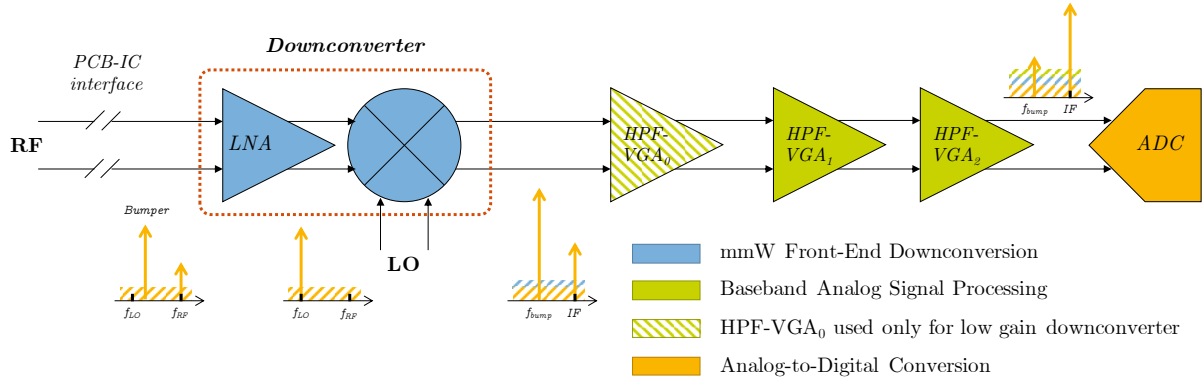 Downconverter
PCB-IC
interface
RF
LNA
HPF-
VGA0
HPF-
VGA1
HPF-
VGA2
ADC
fbump
IF
Bumper
fLO
fRF
fLO
fRF
LO
fbump
IF
mmW Front-End Downconversion
Baseband Analog Signal Processing
HPF-VGA0 used only for low gain downconverter
Analog-to-Digital Conversion